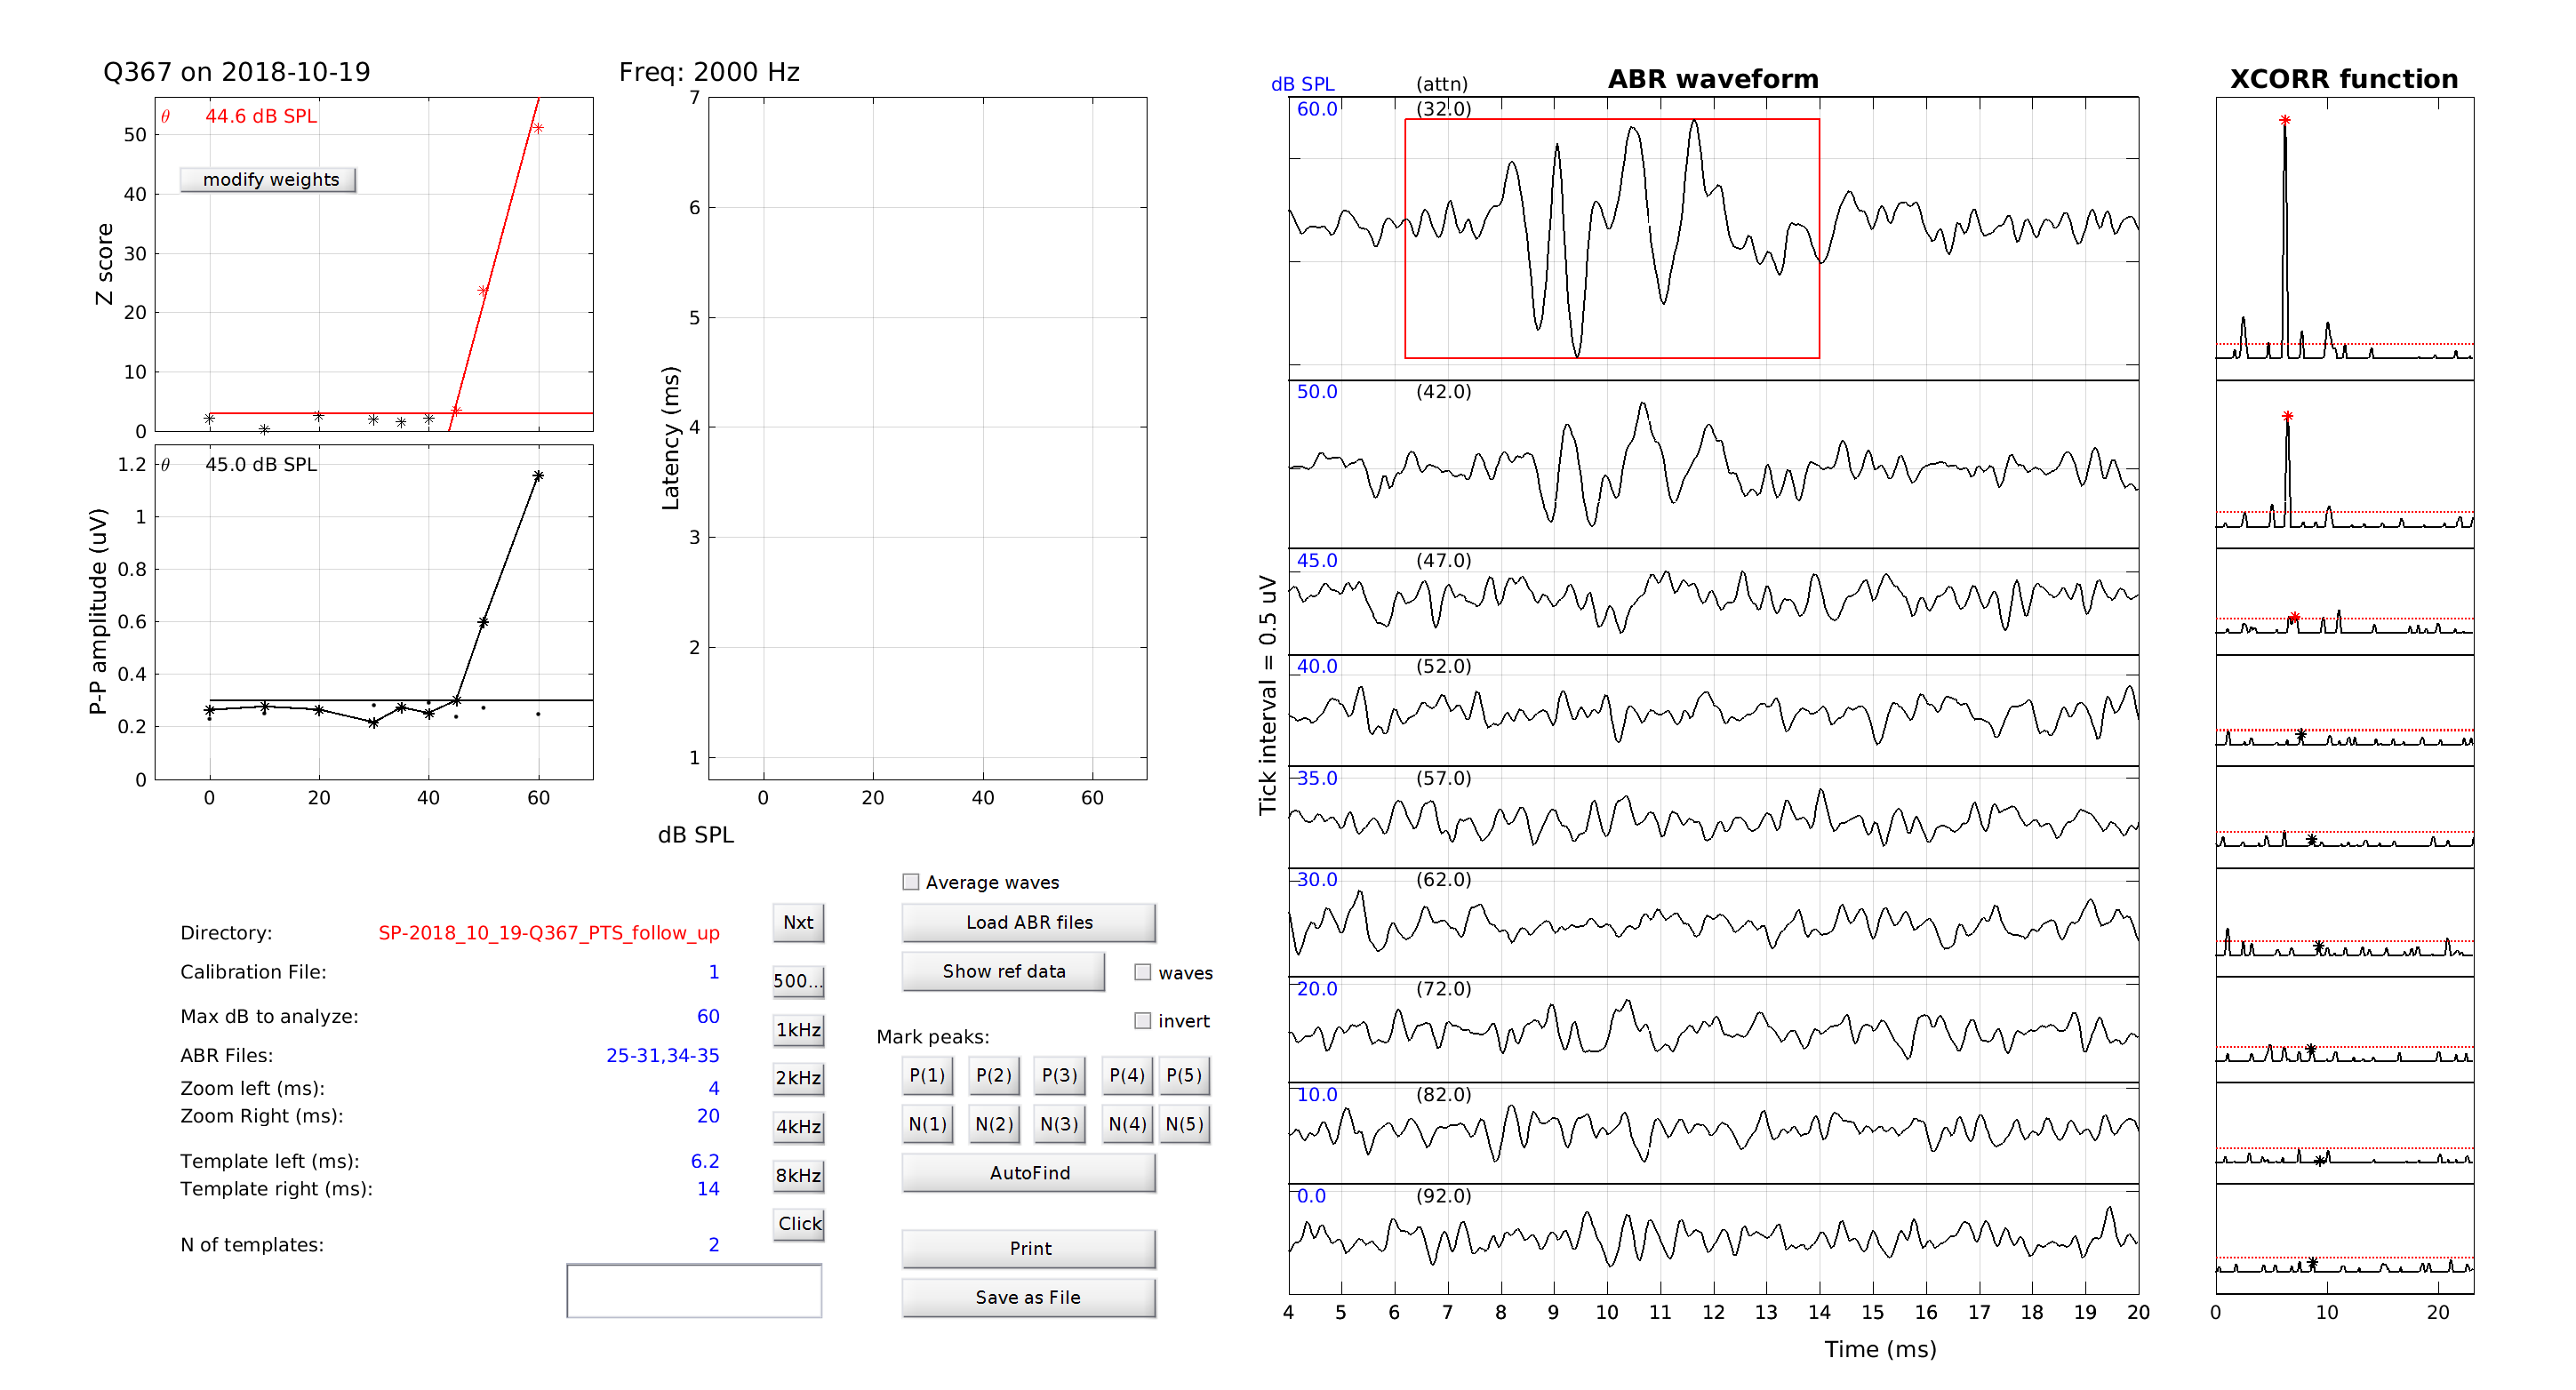 Q367 on 2018-10-19
Freq: 2000 Hz
θ 44.6 dB SPL
modify weights
Z score
50
40
30
20
10
0
θ 45.0 dB SPL
P-P amplitude (uV)
1.2
1
0.8
0.6
0.4
0.2
0
0 20 40 60
Latency (ms)
7
6
5
4
3
2
1
0 20 40 60
dB SPL
Directory: SP-2018_10_19-Q367_PTS_follow_up
Calibration File: 1
Max dB to analyze: 60
ABR Files: 25-31,34-35
Zoom left (ms): 4
Zoom Right (ms): 20
Template left (ms): 6.2
Template right (ms): 14
N of templates: 2
Nxt
500...
1kHz
2kHz
4kHz
8kHz
Click
Average waves
Load ABR files
Show ref data
waves
invert
Mark peaks:
P(1) P(2) P(3) P(4) P(5)
N(1) N(2) N(3) N(4) N(5)
AutoFind
Print
Save as File
dB SPL (attn) ABR waveform
60.0 (32.0)
50.0 (42.0)
45.0 (47.0)
40.0 (52.0)
35.0 (57.0)
30.0 (62.0)
20.0 (72.0)
10.0 (82.0)
0.0 (92.0)
Tick interval = 0.5 uV
4 5 6 7 8 9 10 11 12 13 14 15 16 17 18 19 20
Time (ms)
XCORR function
0 10 20